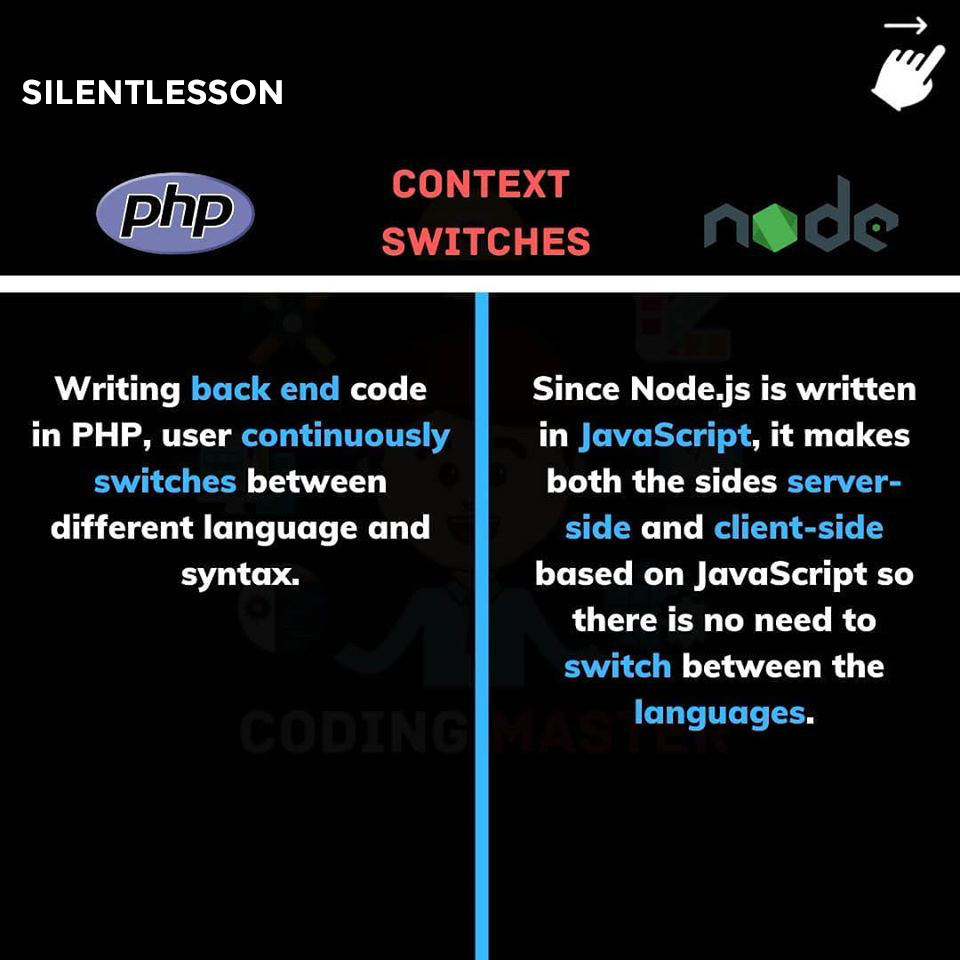 SILENTLESSON
php
CONTEXT
SWITCHES
node
Writing back end code
in PHP, user continuously
switches between
different language and
syntax.
Since Node.js is written
in JavaScript, it makes
both the sides server-
side and client-side
based on JavaScript so
there is no need to
switch between the
languages.
CODING MASTER